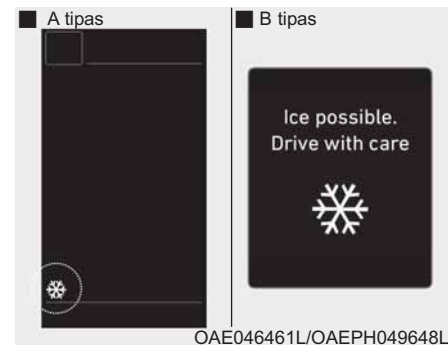 ■ A tipas
■ B tipas
Ice possible.
Drive with care
OAE046461L/OAEPH049648L